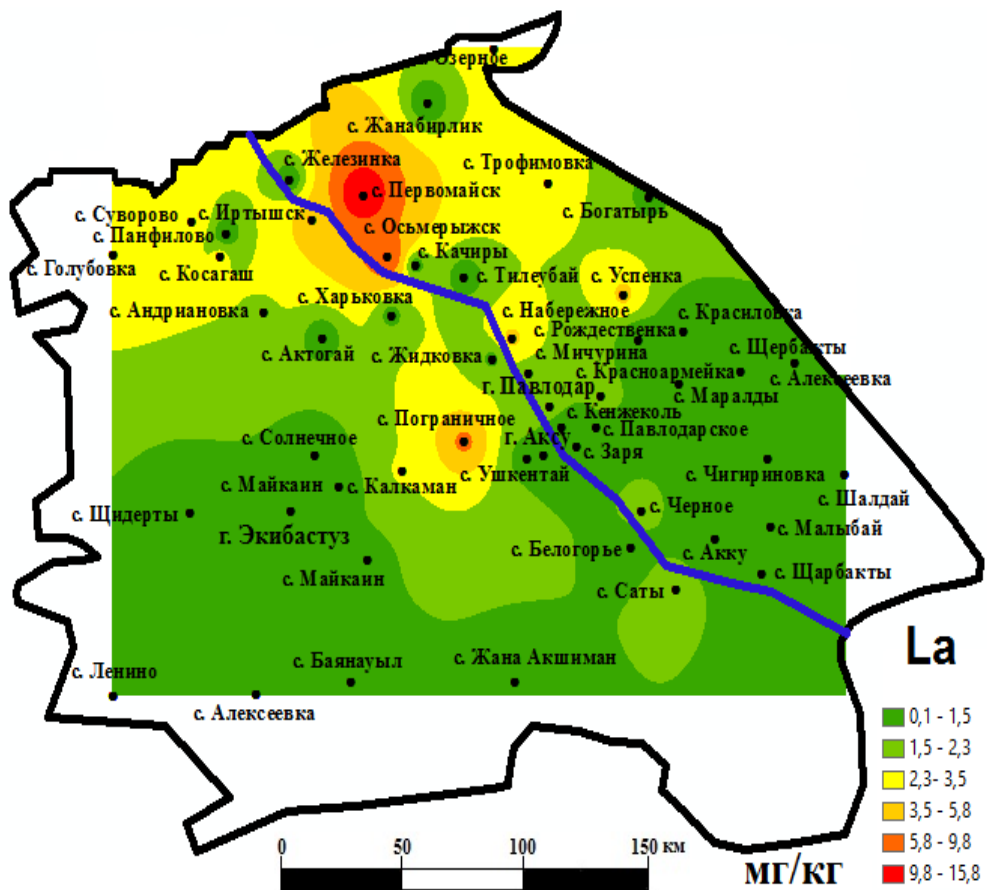 с. Озерное
с. Жанабирлик
с. Железинка
с. Трофимовка
с. Первомайск
с. Суворово
с. Иртышск
с. Богатырь
с. Панфилово
с. Осьмерыжск
с. Качиры
с. Голубовка
с. Косагаш
с. Тилеубай
с. Успенка
с. Харьковка
с. Андриановка
с. Набережное
с. Красиловка
с. Рождественка
с. Актогай
с. Жидковка
с. Мичурина
с. Щербакты
с. Красноармейка
с. Алексеевка
г. Павлодар
с. Маралды
с. Кенжеколь
с. Пограничное
с. Павлодарское
с. Солнечное
г. Аксу
с. Заря
с. Ушкентай
с. Чигириновка
с. Майкаин
с. Калкаман
с. Шалдай
с. Щидерты
с. Черное
с. Малыбай
г. Экибастуз
с. Белогорье
с. Акку
с. Майкаин
с. Щарбакты
с. Саты
La
с. Баянауыл
с. Жана Акшиман
с. Ленино
с. Алексеевка
0,1 - 1,5
1,5 - 2,3
2,3- 3,5
3,5 - 5,8
5,8 - 9,8
9,8 - 15,8
0 50 100 150 км
мг/кг